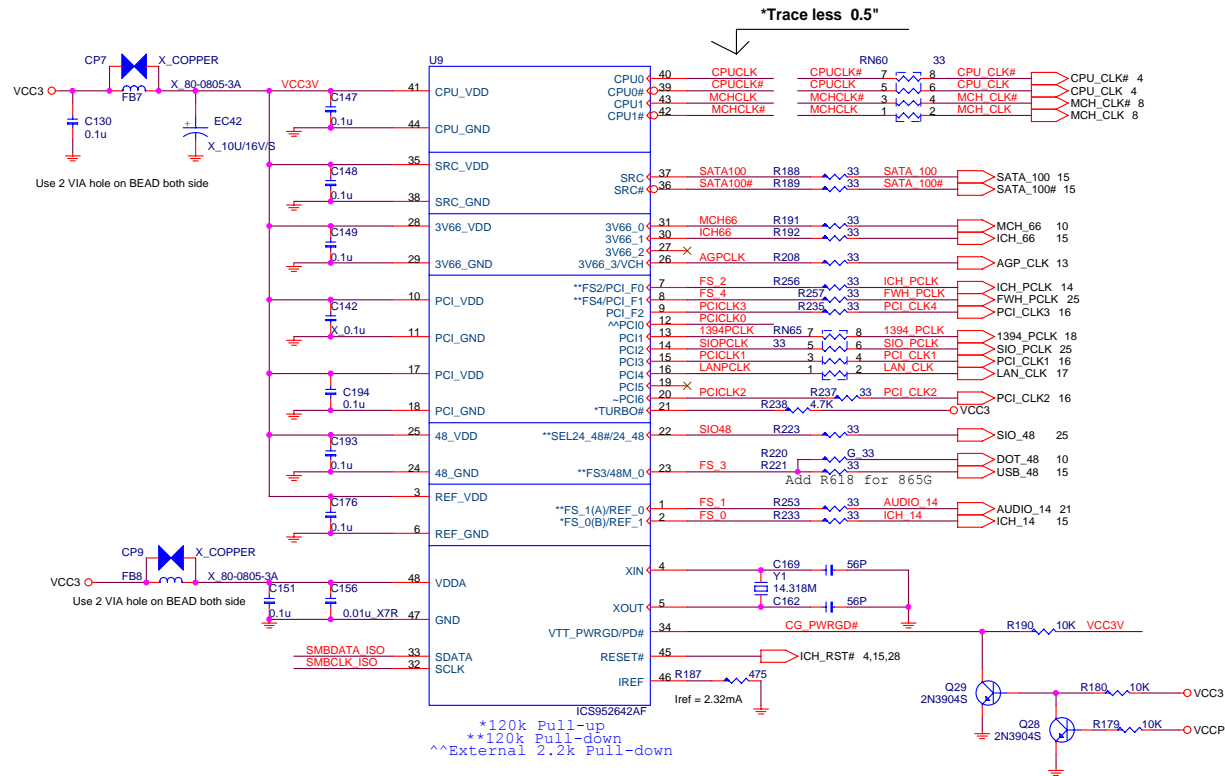 *Trace less 0.5"
CP7 X_COPPER
X_80-0805-3A
VCC3
FB7
VCC3V
C130
0.1u
EC42
+
X_10U/16V/S
Use 2 VIA hole on BEAD both side
C147
0.1u
C148
0.1u
C149
0.1u
C142
X_0.1u
C194
0.1u
C193
0.1u
C176
0.1u
CP9 X_COPPER
VCC3
FB8
X_80-0805-3A
Use 2 VIA hole on BEAD both side
C151
0.1u
C156
0.01u_X7R
SMBDATA_ISO
SMBCLK_ISO
U9
41 CPU_VDD
44 CPU_GND
35 SRC_VDD
38 SRC_GND
28 3V66_VDD
29 3V66_GND
10 PCI_VDD
11 PCI_GND
17 PCI_VDD
18 PCI_GND
25 48_VDD
24 48_GND
3 REF_VDD
6 REF_GND
48 VDDA
47 GND
33 SDATA
32 SCLK
RN60 33
CPU0 40 CPUCLK CPUCLK# 7 8 CPU_CLK# CPU_CLK# 4
CPU0# 39 CPUCLK# CPUCLK 5 6 CPU_CLK CPU_CLK 4
CPU1 43 MCHCLK MCHCLK# 3 4 MCH_CLK# MCH_CLK# 8
CPU1# 42 MCHCLK# MCHCLK 1 2 MCH_CLK MCH_CLK 8
SRC 37 SATA100 R188 33 SATA_100 SATA_100 15
SRC# 36 SATA100# R189 33 SATA_100# SATA_100# 15
3V66_0 31 MCH66 R191 33 MCH_66 10
3V66_1 30 ICH66 R192 33 ICH_66 15
3V66_2 27
3V66_3/VCH 26 AGPCLK R208 33 AGP_CLK 13
**FS2/PCI_F0 7 FS_2 R256 33 ICH_PCLK ICH_PCLK 14
**FS4/PCI_F1 8 FS_4 R257 33 FWH_PCLK FWH_PCLK 25
PCI_F2 9 PCICLK3 R235 33 PCI_CLK4 PCI_CLK3 16
^^PCI0 12 PCICLK0
PCI1 13 1394PCLK RN65 7 8 1394_PCLK 1394_PCLK 18
PCI2 14 SIOPCLK 33 5 6 SIO_PCLK SIO_PCLK 25
PCI3 15 PCICLK1 3 4 PCI_CLK1 PCI_CLK1 16
PCI4 16 LANPCLK 1 2 LAN_CLK LAN_CLK 17
PCI5 19
~PCI6 20 PCICLK2 R237 33 PCI_CLK2 PCI_CLK2 16
*TURBO# 21 R238 4.7K VCC3
**SEL24_48#/24_48 22 SIO48 R223 33 SIO_48 25
R220 G_33 DOT_48 10
**FS3/48M_0 23 FS_3 R221 33 USB_48 15
Add R618 for 865G
**FS_1(A)/REF_0 1 FS_1 R253 33 AUDIO_14 AUDIO_14 21
*FS_0(B)/REF_1 2 FS_0 R233 33 ICH_14 ICH_14 15
XIN 4 C169 56P
Y1
14.318M
XOUT 5 C162 56P
VTT_PWRGD/PD# 34 CG_PWRGD# R190 10K VCC3V
RESET# 45 ICH_RST# 4,15,28
IREF 46 R187 475
Iref = 2.32mA
ICS952642AF
Q29
2N3904S
R180 10K VCC3
Q28
2N3904S
R179 10K VCCP
*120k Pull-up
**120k Pull-down
^^External 2.2k Pull-down